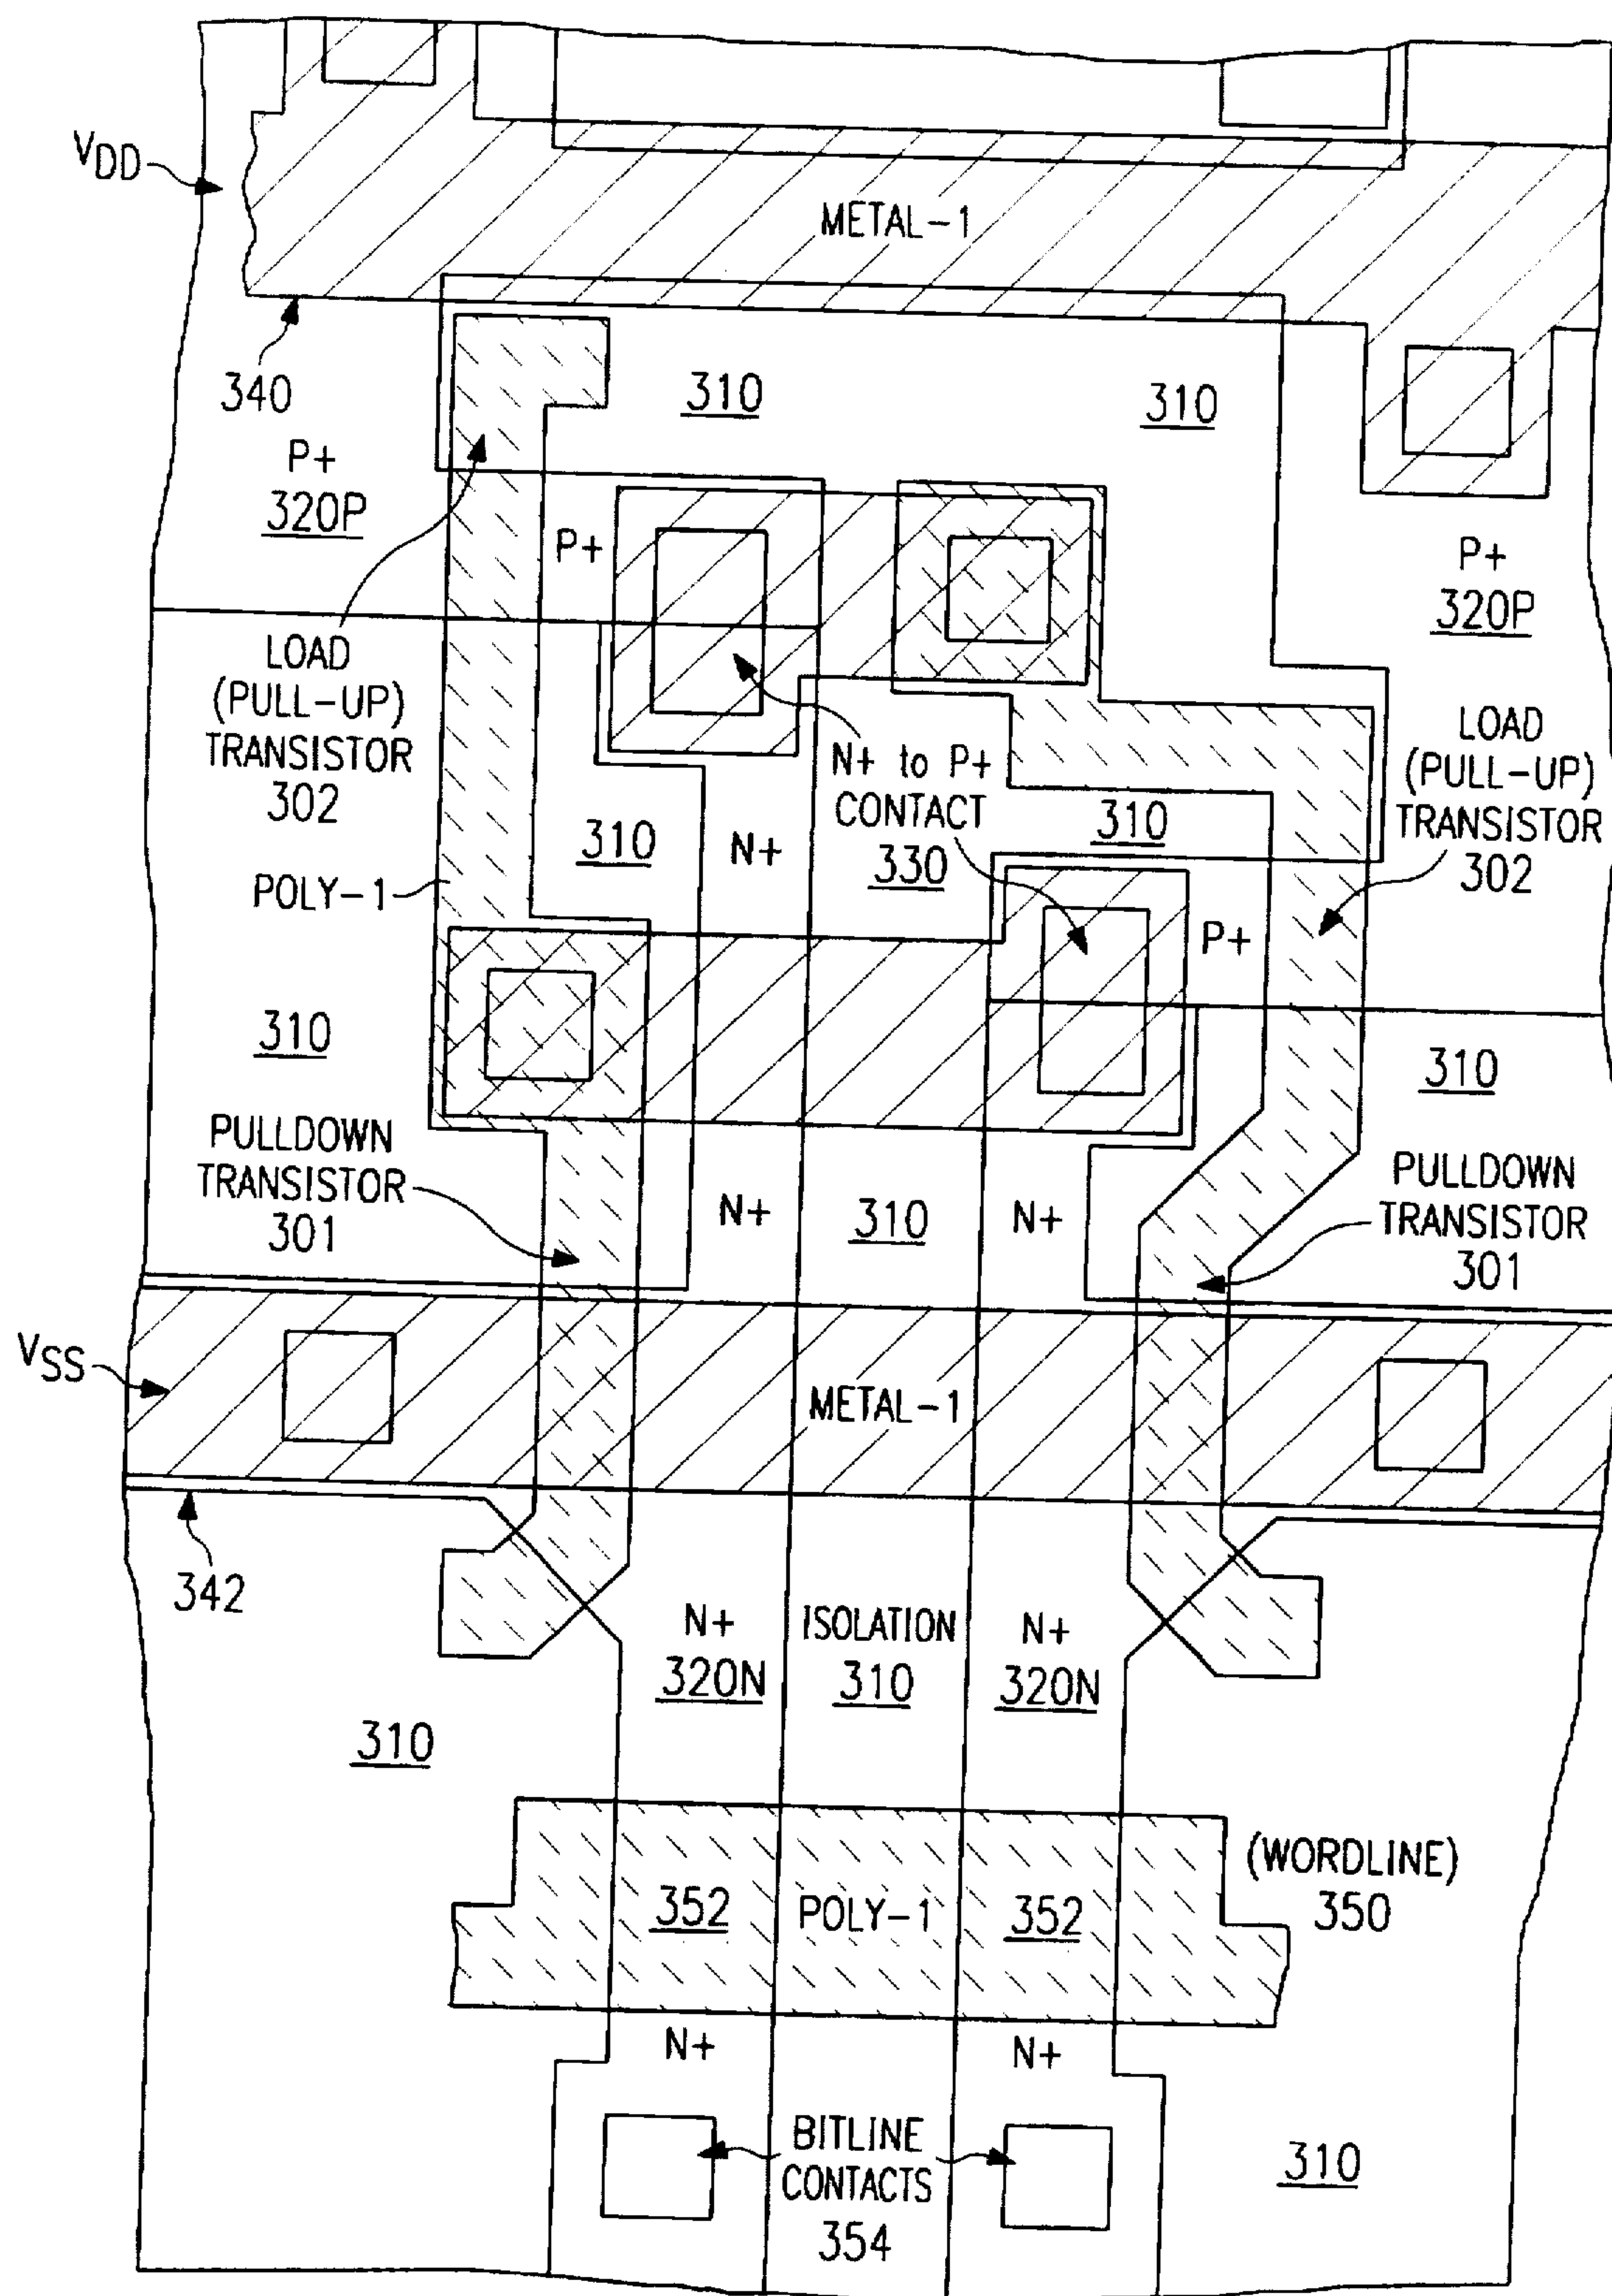 VDD
METAL-1
340
310
310
P+
320P
P+
P+
320P
LOAD
(PULL-UP)
TRANSISTOR
302
LOAD
(PULL-UP)
TRANSISTOR
302
N+ to P+
CONTACT
330
310
310
N+
POLY-1
P+
310
310
PULLDOWN
TRANSISTOR
301
N+
310
N+
PULLDOWN
TRANSISTOR
301
VSS
METAL-1
342
N+
320N
ISOLATION
310
N+
320N
310
(WORDLINE)
350
352
POLY-1
352
N+
N+
BITLINE
CONTACTS
354
310